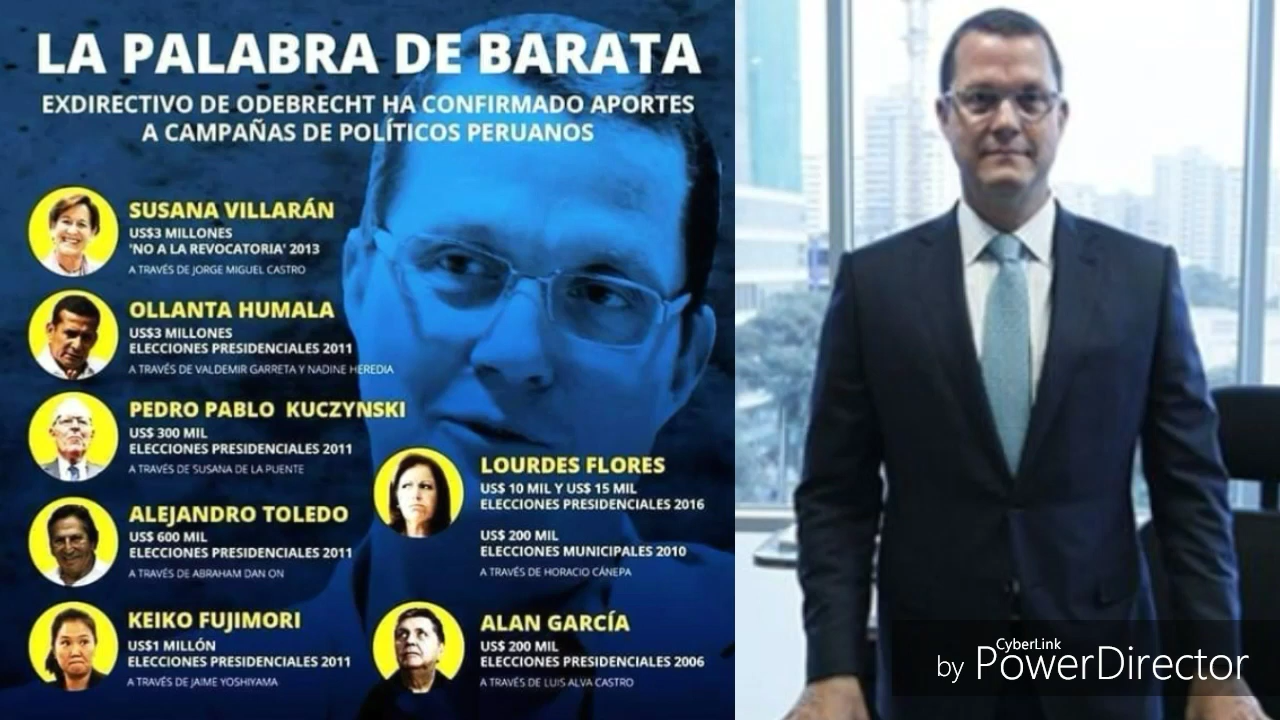 LA PALABRA DE BARATA
EXDIRECTIVO DE ODEBRECHT HA CONFIRMADO APORTES
A CAMPAÑAS DE POLÍTICOS PERUANOS
SUSANA VILLARÁN
US$3 MILLONES
'NO A LA REVOCATORIA' 2013
A TRAVÉS DE JORGE MIGUEL CASTRO
OLLANTA HUMALA
US$3 MILLONES
ELECCIONES PRESIDENCIALES 2011
A TRAVÉS DE VALDEMIR GARRETA Y NADINE HEREDIA
PEDRO PABLO KUCZYNSKI
US$ 300 MIL
ELECCIONES PRESIDENCIALES 2011
A TRAVÉS DE SUSANA DE LA PUENTE
ALEJANDRO TOLEDO
US$ 600 MIL
ELECCIONES PRESIDENCIALES 2011
A TRAVÉS DE ABRAHAM DAN ON
KEIKO FUJIMORI
US$1 MILLÓN
ELECCIONES PRESIDENCIALES 2011
A TRAVÉS DE JAIME YOSHIYAMA
LOURDES FLORES
US$ 10 MIL Y US$ 15 MIL
ELECCIONES PRESIDENCIALES 2016
US$ 200 MIL
ELECCIONES MUNICIPALES 2010
A TRAVÉS DE HORACIO CÁNEPA
ALAN GARCÍA
US$ 200 MIL
ELECCIONES PRESIDENCIALES 2006
A TRAVÉS DE LUIS ALVA CASTRO
CyberLink
by PowerDirector